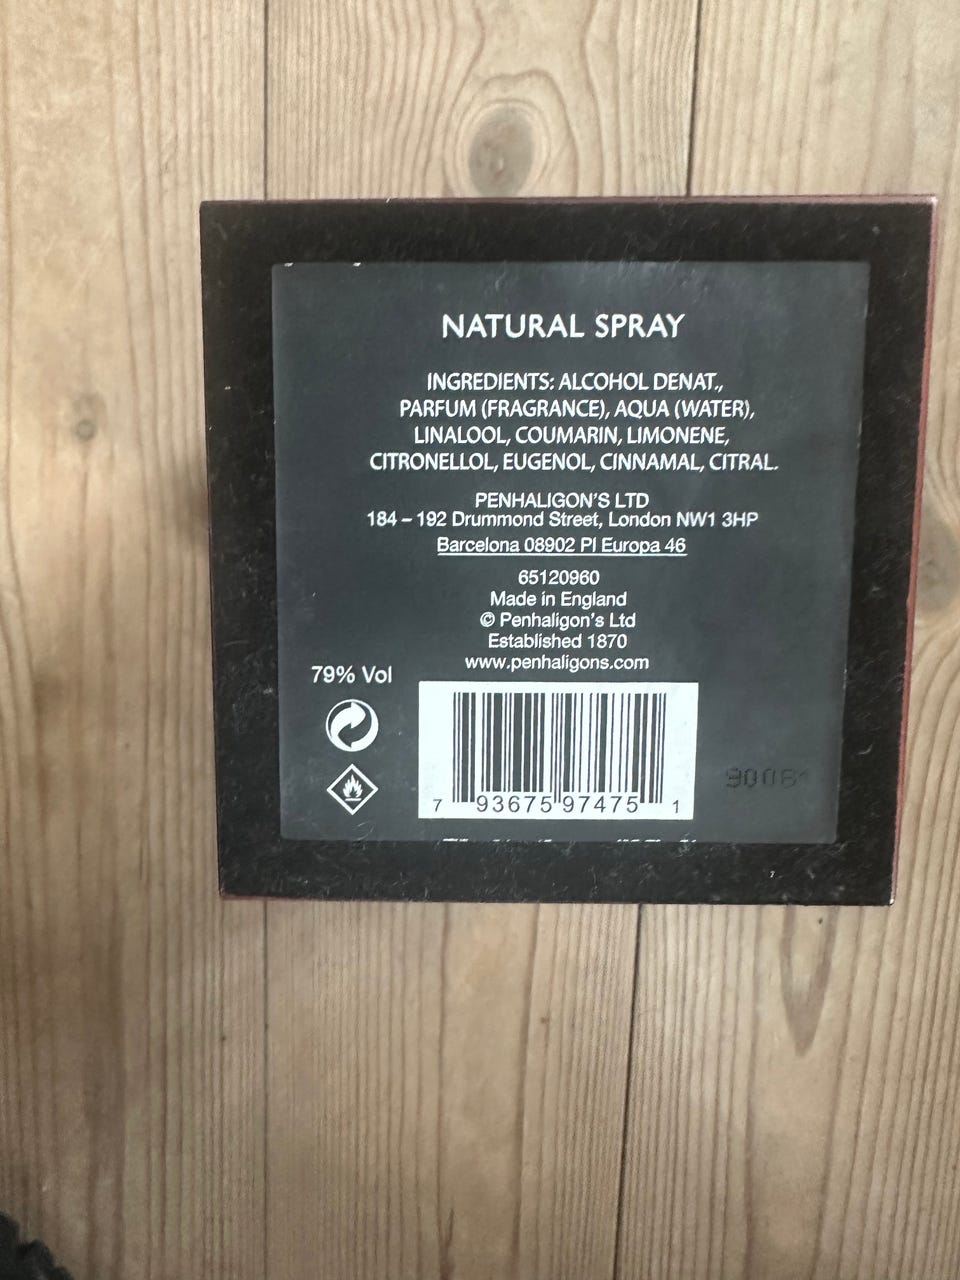 NATURAL SPRAY
INGREDIENTS: ALCOHOL DENAT.,
PARFUM (FRAGRANCE), AQUA (WATER),
LINALOOL, COUMARIN, LIMONENE,
CITRONELLOL, EUGENOL, CINNAMAL, CITRAL.
PENHALIGON'S LTD
184 – 192 Drummond Street, London NW1 3HP
Barcelona 08902 Pl Europa 46
65120960
Made in England
© Penhaligon's Ltd
Established 1870
www.penhaligons.com
79% Vol
7 93675 97475 1